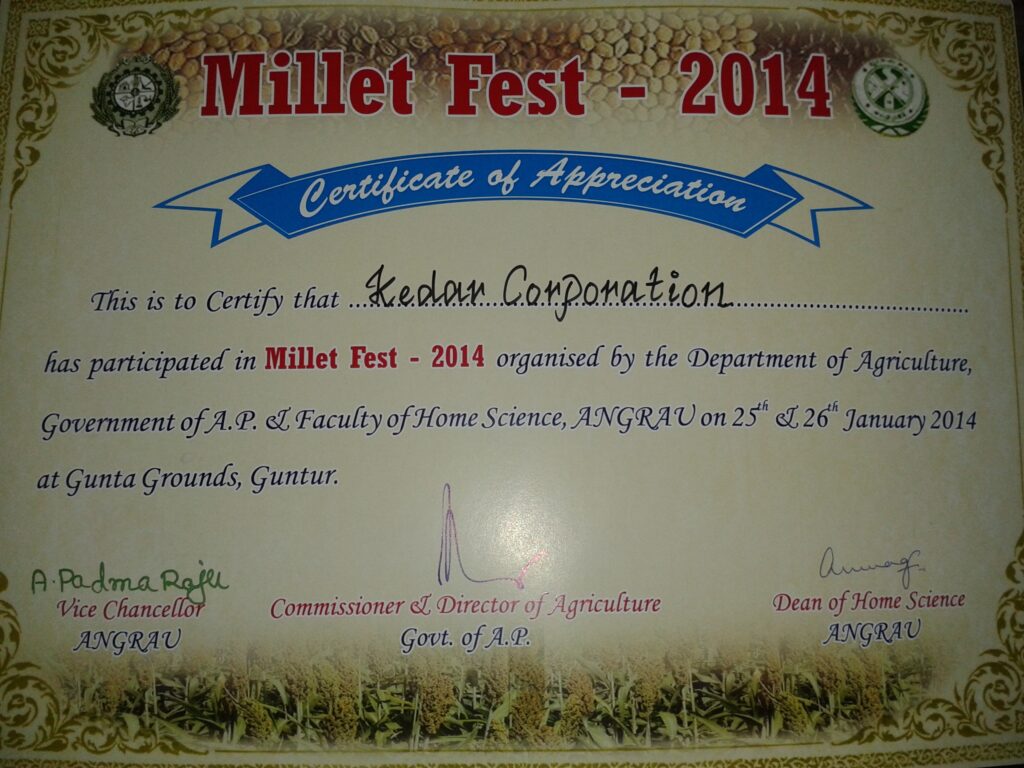 Millet Fest - 2014
Certificate of Appreciation
This is to Certify that ... Kedar Corporation ...
has participated in Millet Fest - 2014 organised by the Department of Agriculture,
Government of A.P. & Faculty of Home Science, ANGRAU on 25th & 26th January 2014
at Gunta Grounds, Guntur.
A. Padma Raju
Vice Chancellor
ANGRAU
Commissioner & Director of Agriculture
Govt. of A.P.
Dean of Home Science
ANGRAU